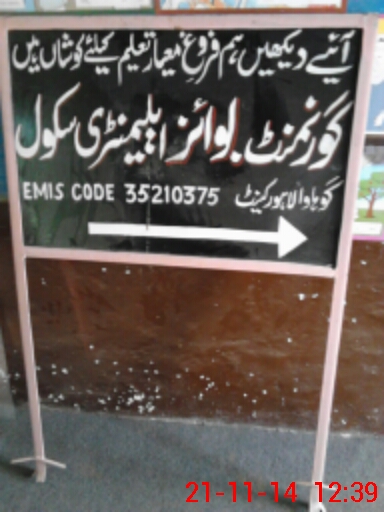 آئیے دیکھیں ہم فروغِ معیارِ تعلیم کیلئے کوشاں ہیں
گورنمنٹ بوائز ایلیمنٹری سکول
گوہاوا لاہور کینٹ EMIS CODE 35210375
21-11-14 12:39